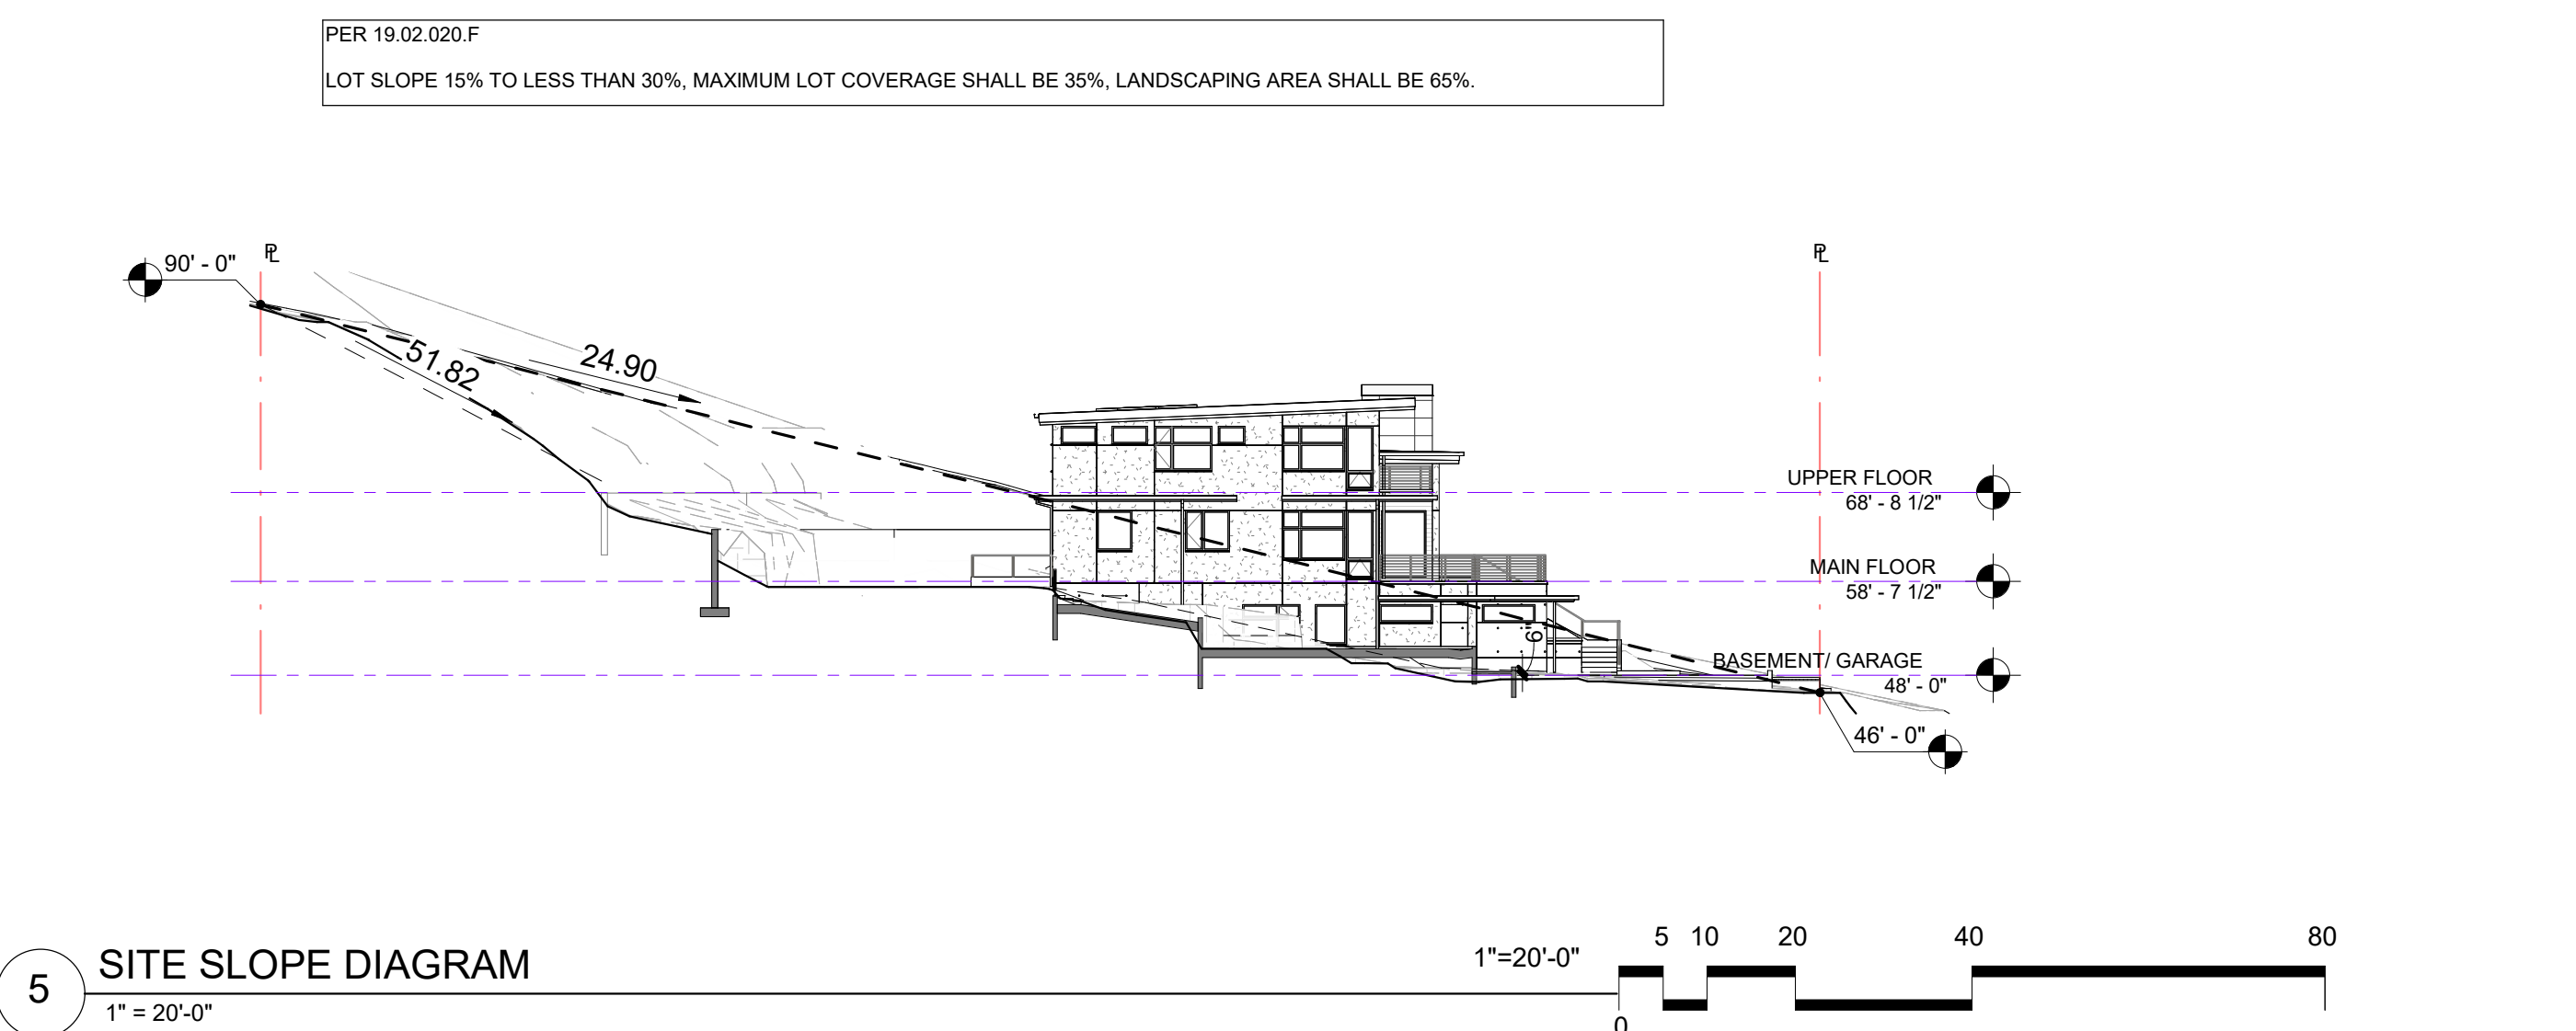 PER 19.02.020.F
LOT SLOPE 15% TO LESS THAN 30%, MAXIMUM LOT COVERAGE SHALL BE 35%, LANDSCAPING AREA SHALL BE 65%.
PL
PL
90' - 0"
51.82
24.90
UPPER FLOOR
68' - 8 1/2"
MAIN FLOOR
58' - 7 1/2"
6"
BASEMENT/ GARAGE
48' - 0"
46' - 0"
5
SITE SLOPE DIAGRAM
1" = 20'-0"
1"=20'-0"
5 10 20 40 80
0